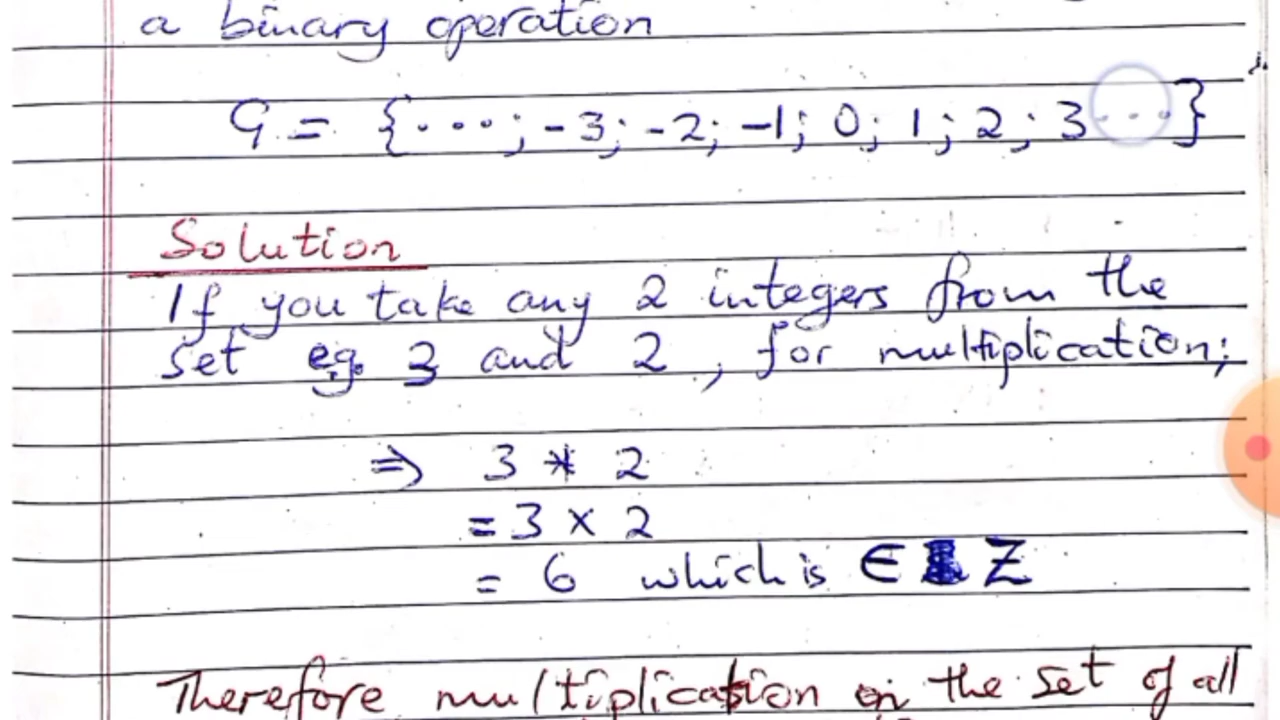 a binary operation
G = {...; -3; -2; -1; 0; 1; 2; 3...}
Solution
If you take any 2 integers from the
set eg. 3 and 2, for multiplication;
⇒ 3 * 2
= 3 × 2
= 6 which is ∈ Z
Therefore multiplication on the set of all